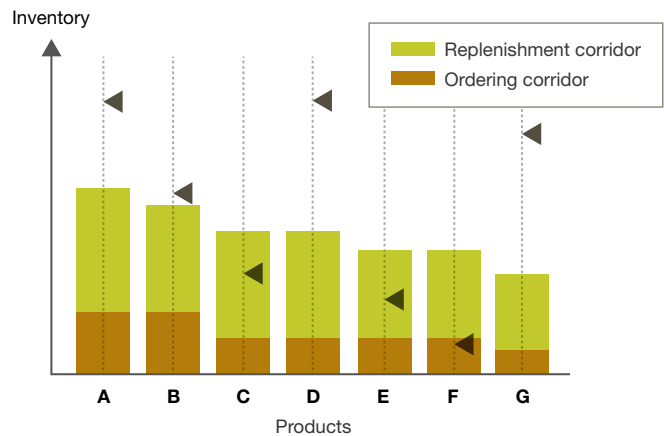 Inventory
Replenishment corridor
Ordering corridor
A B C D E F G
Products